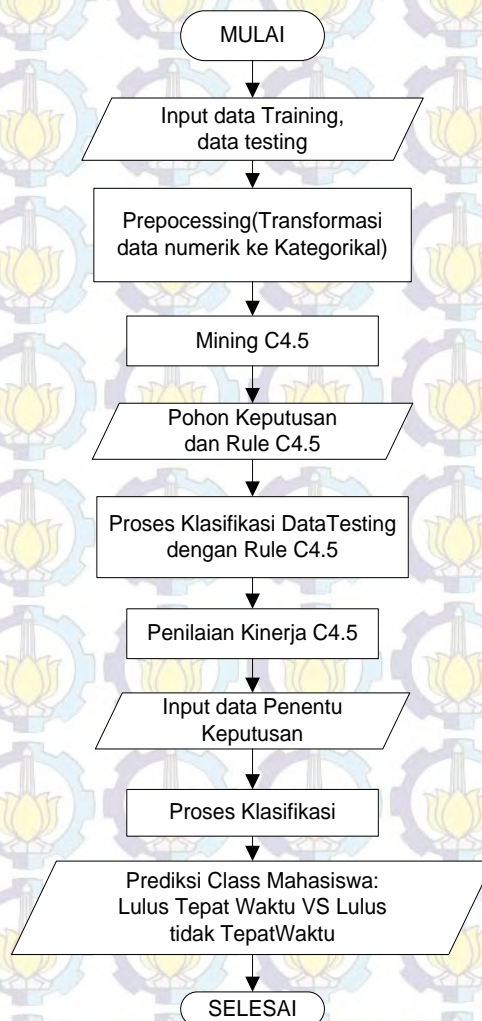 MULAI
Input data Training,
data testing
Prepocessing(Transformasi
data numerik ke Kategorikal)
Mining C4.5
Pohon Keputusan
dan Rule C4.5
Proses Klasifikasi DataTesting
dengan Rule C4.5
Penilaian Kinerja C4.5
Input data Penentu
Keputusan
Proses Klasifikasi
Prediksi Class Mahasiswa:
Lulus Tepat Waktu VS Lulus
tidak TepatWaktu
SELESAI